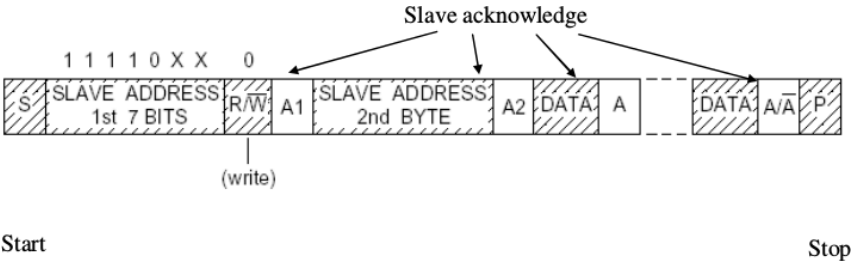 Slave acknowledge
1 1 1 1 0 X X 0
S SLAVE ADDRESS 1st 7 BITS R/W̅ A1 SLAVE ADDRESS 2nd BYTE A2 DATA A DATA A/A̅ P
(write)
Start Stop